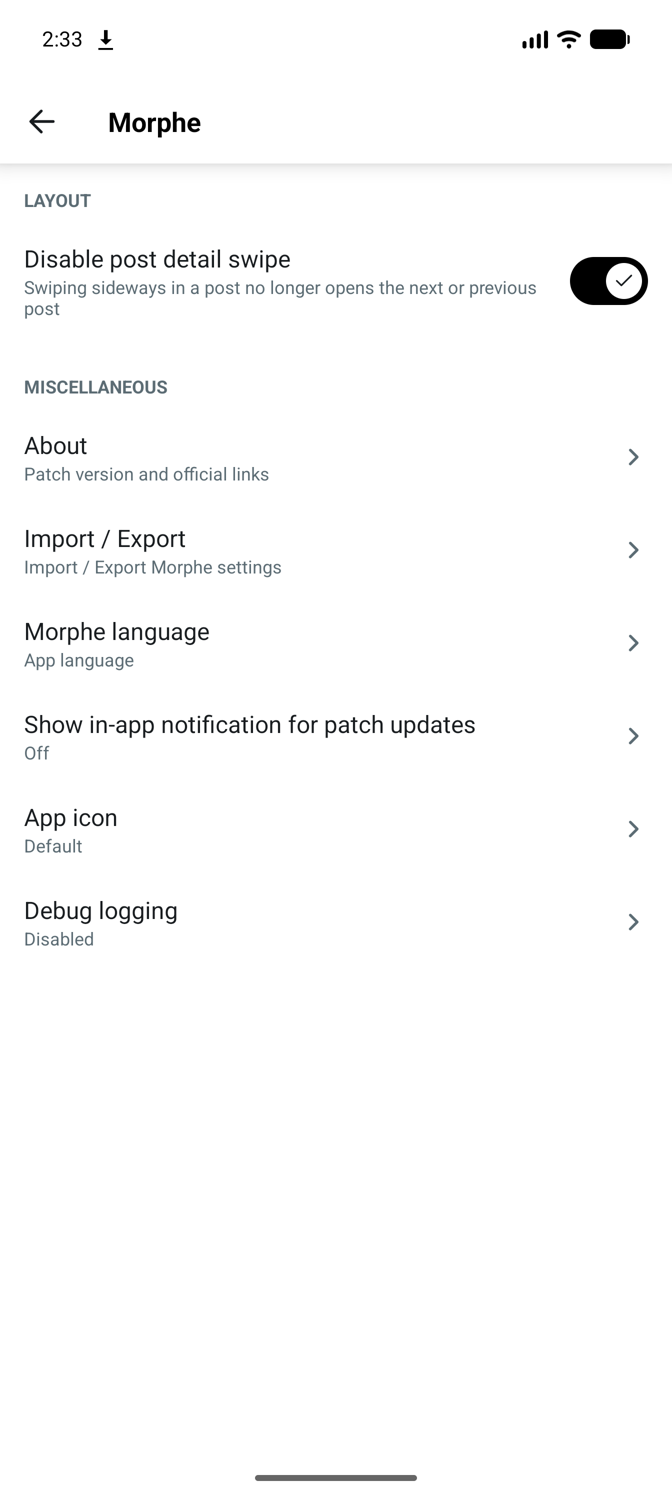 2:33
Morphe
LAYOUT
Disable post detail swipe
Swiping sideways in a post no longer opens the next or previous
post
MISCELLANEOUS
About
Patch version and official links
Import / Export
Import / Export Morphe settings
Morphe language
App language
Show in-app notification for patch updates
Off
App icon
Default
Debug logging
Disabled